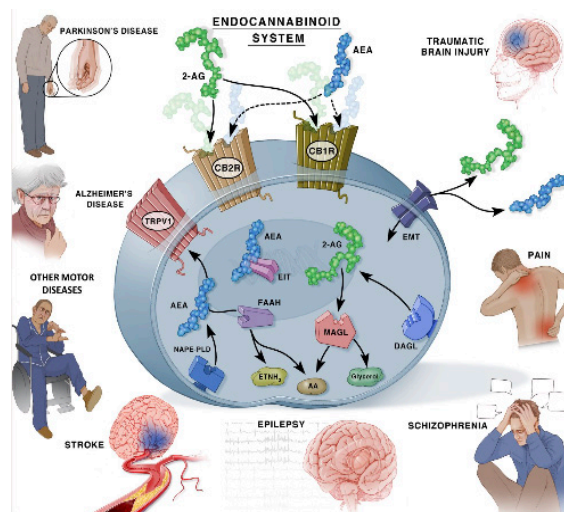 ENDOCANNABINOID
SYSTEM
PARKINSON'S DISEASE
2-AG
AEA
TRAUMATIC
BRAIN INJURY
CB2R
CB1R
ALZHEIMER'S
DISEASE
TRPV1
EMT
OTHER MOTOR
DISEASES
AEA
EIT
2-AG
PAIN
AEA
FAAH
MAGL
DAGL
NAPE-PLD
ETNH2
AA
Glycerol
STROKE
EPILEPSY
SCHIZOPHRENIA